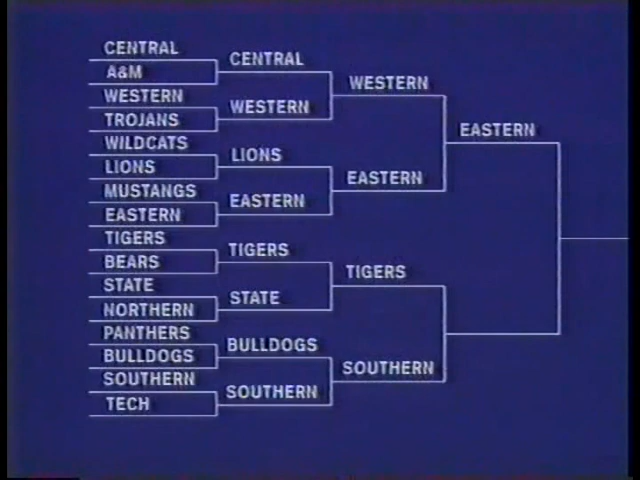 CENTRAL
A&M
WESTERN
TROJANS
WILDCATS
LIONS
MUSTANGS
EASTERN
TIGERS
BEARS
STATE
NORTHERN
PANTHERS
BULLDOGS
SOUTHERN
TECH
CENTRAL
WESTERN
LIONS
EASTERN
TIGERS
STATE
BULLDOGS
SOUTHERN
WESTERN
EASTERN
TIGERS
SOUTHERN
EASTERN